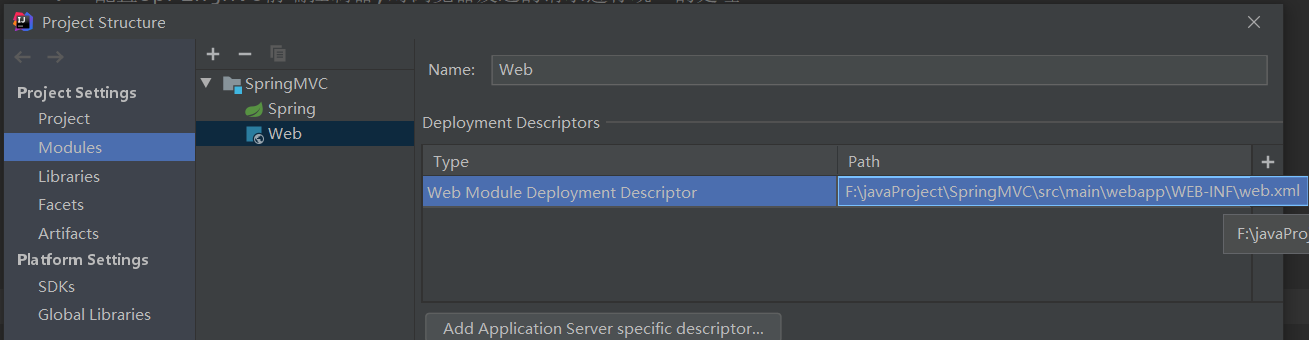 Project Structure
Name:
Web
Project Settings
Project
Modules
Libraries
Facets
Artifacts
Platform Settings
SDKs
Global Libraries
SpringMVC
Spring
Web
Deployment Descriptors
Type
Path
Web Module Deployment Descriptor
F:\javaProject\SpringMVC\src\main\webapp\WEB-INF\web.xml
F:\javaProj
Add Application Server specific descriptor...